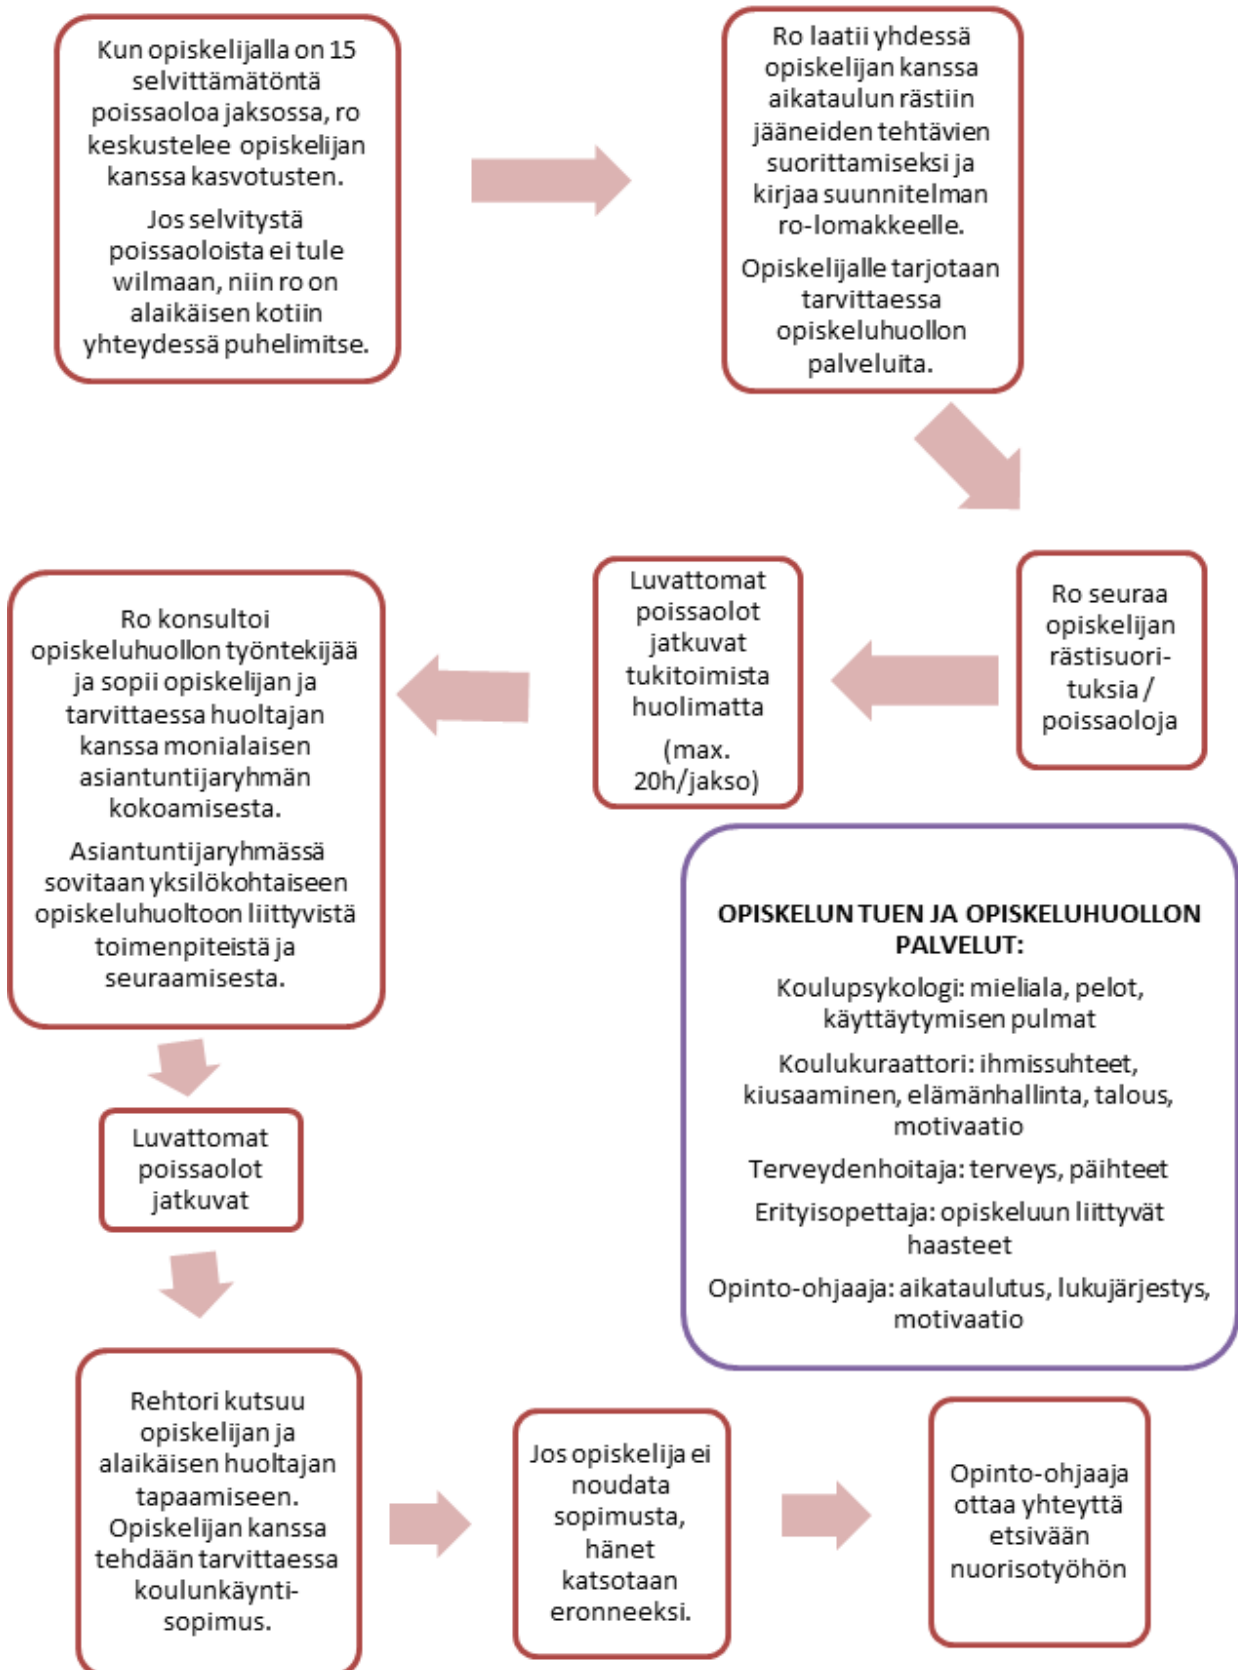 Kun opiskelijalla on 15
selvittämätöntä
poissaoloa jaksossa, ro
keskustelee opiskelijan
kanssa kasvotusten.
Jos selvitystä
poissaoloista ei tule
wilmaan, niin ro on
alaikäisen kotiin
yhteydessä puhelimitse.
Ro laatii yhdessä
opiskelijan kanssa
aikataulun rästiin
jääneiden tehtävien
suorittamiseksi ja
kirjaa suunnitelman
ro-lomakkeelle.
Opiskelijalle tarjotaan
tarvittaessa
opiskeluhuollon
palveluita.
Ro seuraa
opiskelijan
rästisuori-
tuksia /
poissaoloja
Luvattomat
poissaolot
jatkuvat
tukitoimista
huolimatta
(max.
20h/jakso)
Ro konsultoi
opiskeluhuollon työntekijää
ja sopii opiskelijan ja
tarvittaessa huoltajan
kanssa monialaisen
asiantuntijaryhmän
kokoamisesta.
Asiantuntijaryhmässä
sovitaan yksilökohtaiseen
opiskeluhuoltoon liittyvistä
toimenpiteistä ja
seuraamisesta.
Luvattomat
poissaolot
jatkuvat
OPISKELUN TUEN JA OPISKELUHUOLLON
PALVELUT:
Koulupsykologi: mieliala, pelot,
käyttäytymisen pulmat
Koulukuraattori: ihmissuhteet,
kiusaaminen, elämänhallinta, talous,
motivaatio
Terveydenhoitaja: terveys, päihteet
Erityisopettaja: opiskeluun liittyvät
haasteet
Opinto-ohjaaja: aikataulutus, lukujärjestys,
motivaatio
Rehtori kutsuu
opiskelijan ja
alaikäisen huoltajan
tapaamiseen.
Opiskelijan kanssa
tehdään tarvittaessa
koulunkäynti-
sopimus.
Jos opiskelija ei
noudata
sopimusta,
hänet
katsotaan
eronneeksi.
Opinto-ohjaaja
ottaa yhteyttä
etsivään
nuorisotyöhön